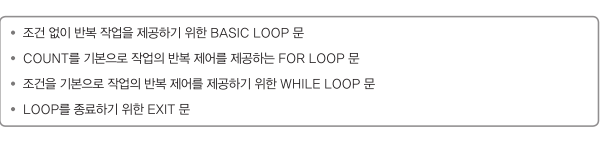 • 조건 없이 반복 작업을 제공하기 위한 BASIC LOOP 문
• COUNT를 기본으로 작업의 반복 제어를 제공하는 FOR LOOP 문
• 조건을 기본으로 작업의 반복 제어를 제공하기 위한 WHILE LOOP 문
• LOOP를 종료하기 위한 EXIT 문